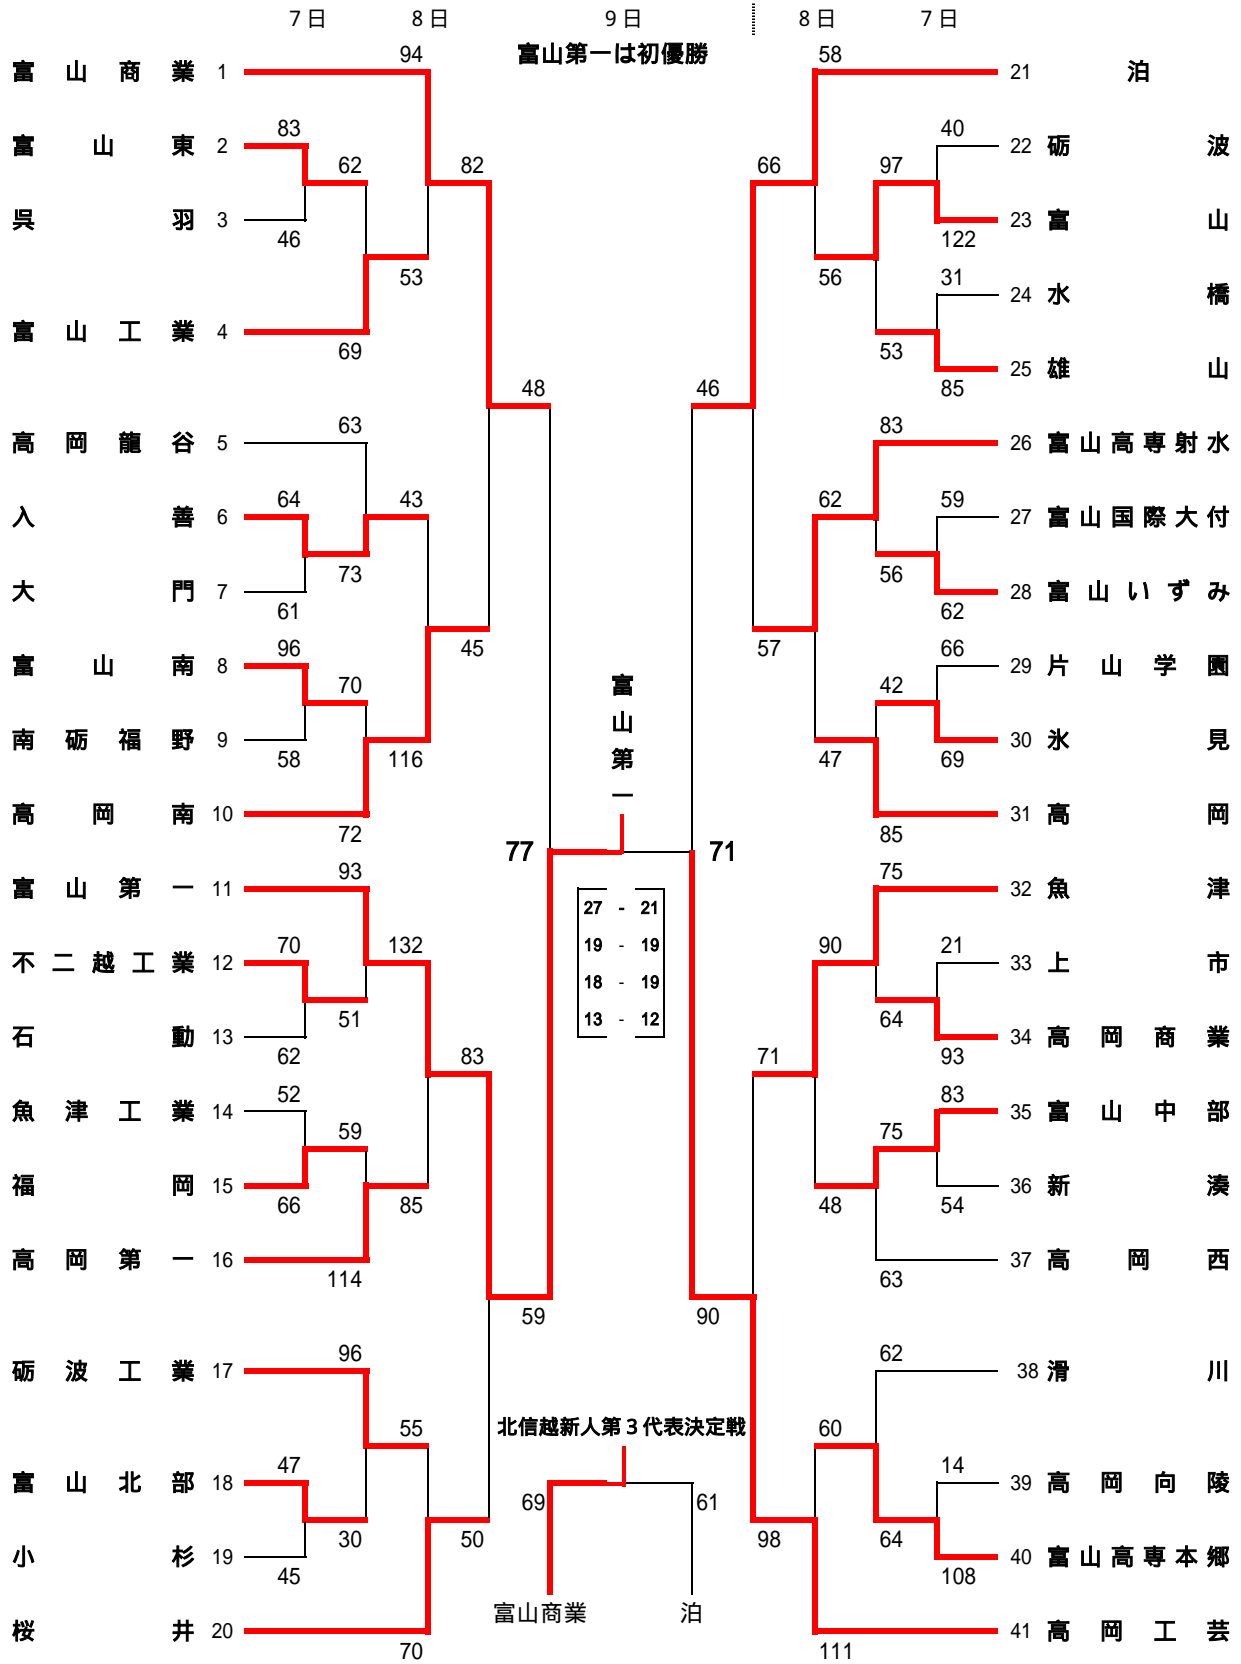 7日 8日 9日 8日 7日
富山第一は初優勝
94 58
富山商業 1 21 泊
83 40
富山東 2 22 砺波
62 82 66 97
呉羽 3 23 富山
46 122
53 56 31
24 水橋
富山工業 4
69 53
25 雄山
48 46 85
63 83
高岡龍谷 5 26 富山高専射水
64 43 62 59
入善 6 27 富山国際大付
73 56
大門 7 28 富山いずみ
61 62
96 45 57 66
富山南 8 29 片山学園
70 42
富山第一
南砺福野 9 30 氷見
58 116 47 69
高岡南 10 31 高岡
72 85
77 71
93 75
富山第一 11 32 魚津
27 - 21
70 132 19 - 19 90 21
不二越工業 12 33 上市
18 - 19
51 13 - 12 64
石動 13 34 高岡商業
62 83 71 93
52 83
魚津工業 14 35 富山中部
59 75
福岡 15 36 新湊
66 85 48 54
高岡第一 16 37 高岡西
114 63
59 90
96 62
砺波工業 17 38 滑川
55 北信越新人第3代表決定戦 60
47 14
富山北部 18 39 高岡向陵
69 61
30 50 98 64
小杉 19 40 富山高専本郷
45 108
富山商業 泊
桜井 20 41 高岡工芸
70 111